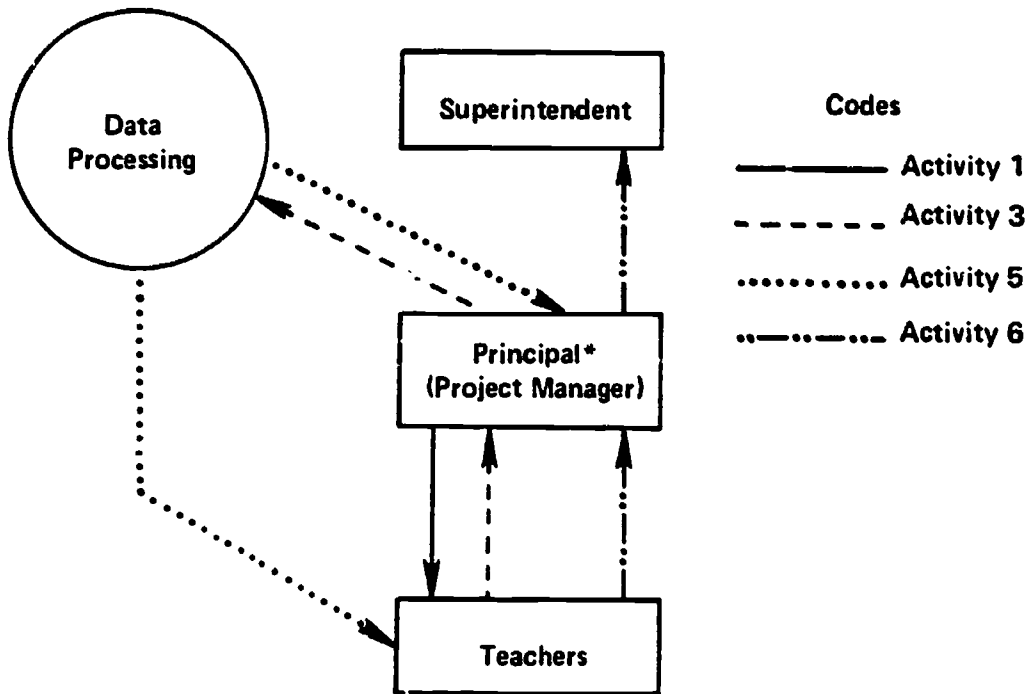 Data
Processing
Superintendent
Codes
Activity 1
Activity 3
Activity 5
Activity 6
Principal*
(Project Manager)
Teachers